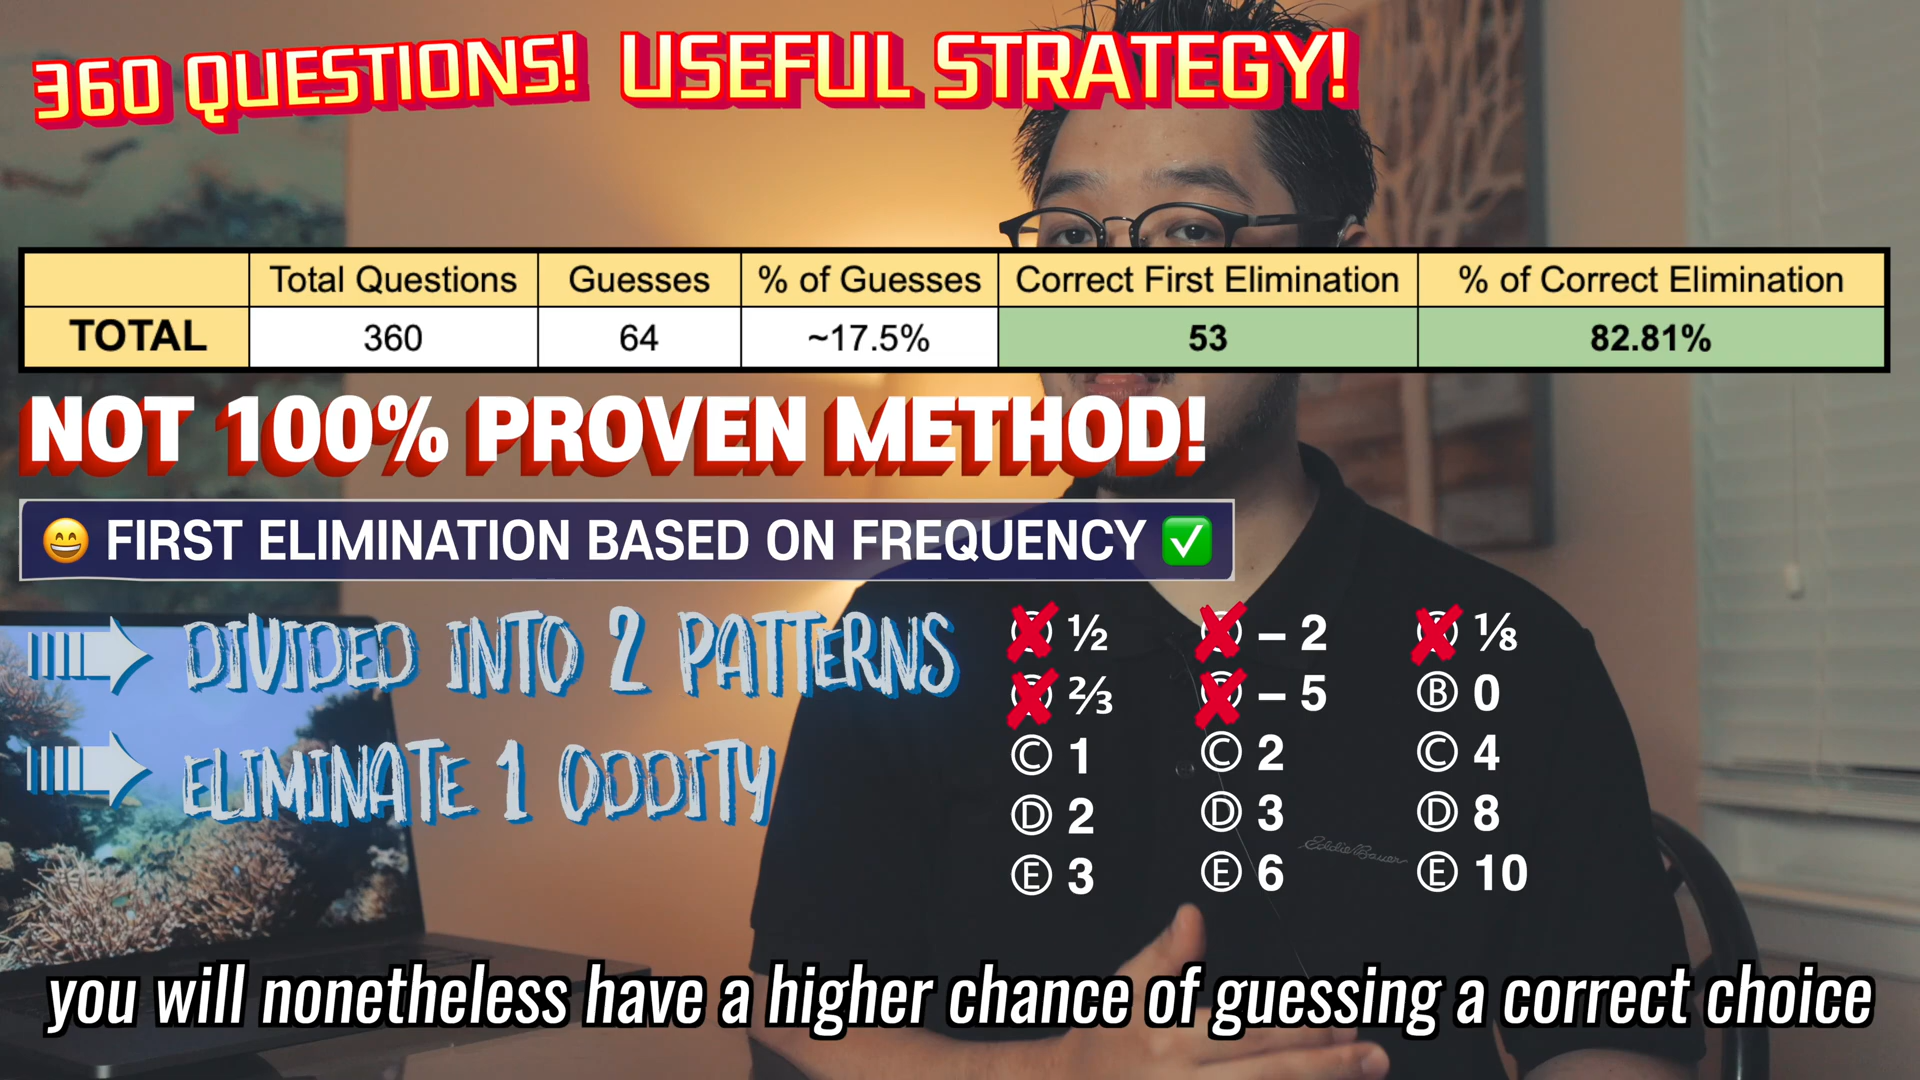 360 QUESTIONS! USEFUL STRATEGY!
Total Questions Guesses % of Guesses Correct First Elimination % of Correct Elimination
TOTAL 360 64 ~17.5% 53 82.81%
NOT 100% PROVEN METHOD!
😄 FIRST ELIMINATION BASED ON FREQUENCY ✅
DIVIDED INTO 2 PATTERNS
ELIMINATE 1 ODDITY
½
⅔
Ⓒ 1
Ⓓ 2
Ⓔ 3
– 2
– 5
Ⓒ 2
Ⓓ 3
Ⓔ 6
⅛
Ⓑ 0
Ⓒ 4
Ⓓ 8
Ⓔ 10
Eddie Bauer
you will nonetheless have a higher chance of guessing a correct choice